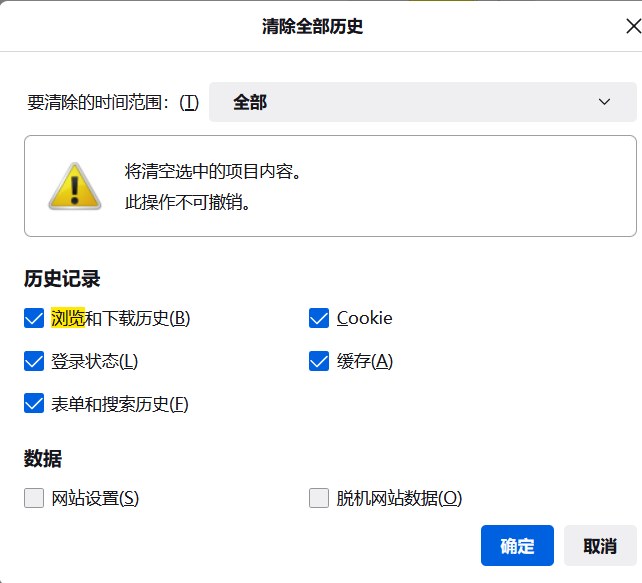 清除全部历史
要清除的时间范围：(T) 全部
将清空选中的项目内容。
此操作不可撤销。
历史记录
浏览和下载历史(B) Cookie
登录状态(L) 缓存(A)
表单和搜索历史(F)
数据
网站设置(S) 脱机网站数据(O)
确定 取消